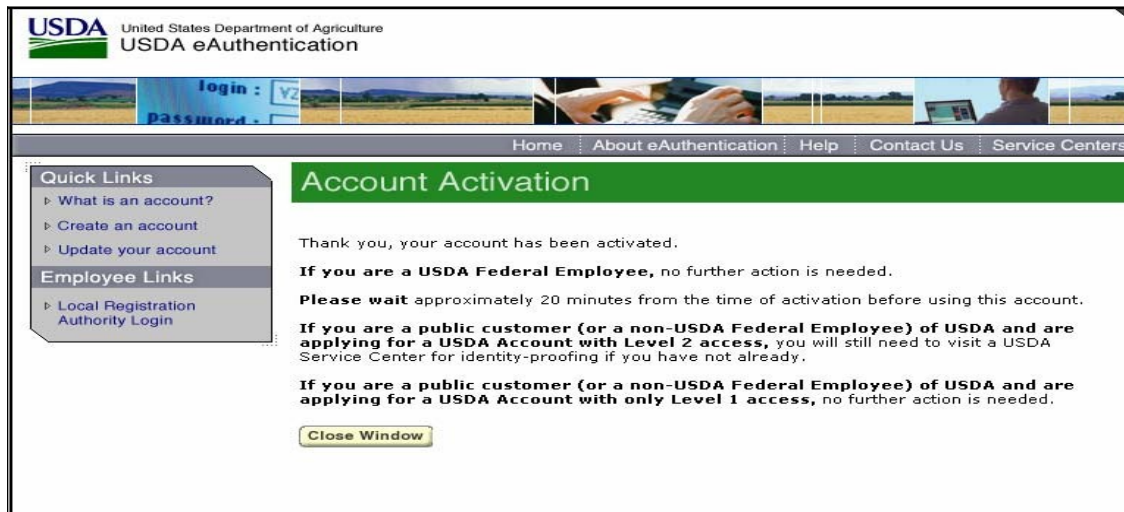 USDA United States Department of Agriculture
USDA eAuthentication
login :
password :
Home About eAuthentication Help Contact Us Service Centers
Quick Links
What is an account?
Create an account
Update your account
Employee Links
Local Registration
Authority Login
Account Activation
Thank you, your account has been activated.
If you are a USDA Federal Employee, no further action is needed.
Please wait approximately 20 minutes from the time of activation before using this account.
If you are a public customer (or a non-USDA Federal Employee) of USDA and are
applying for a USDA Account with Level 2 access, you will still need to visit a USDA
Service Center for identity-proofing if you have not already.
If you are a public customer (or a non-USDA Federal Employee) of USDA and are
applying for a USDA Account with only Level 1 access, no further action is needed.
Close Window